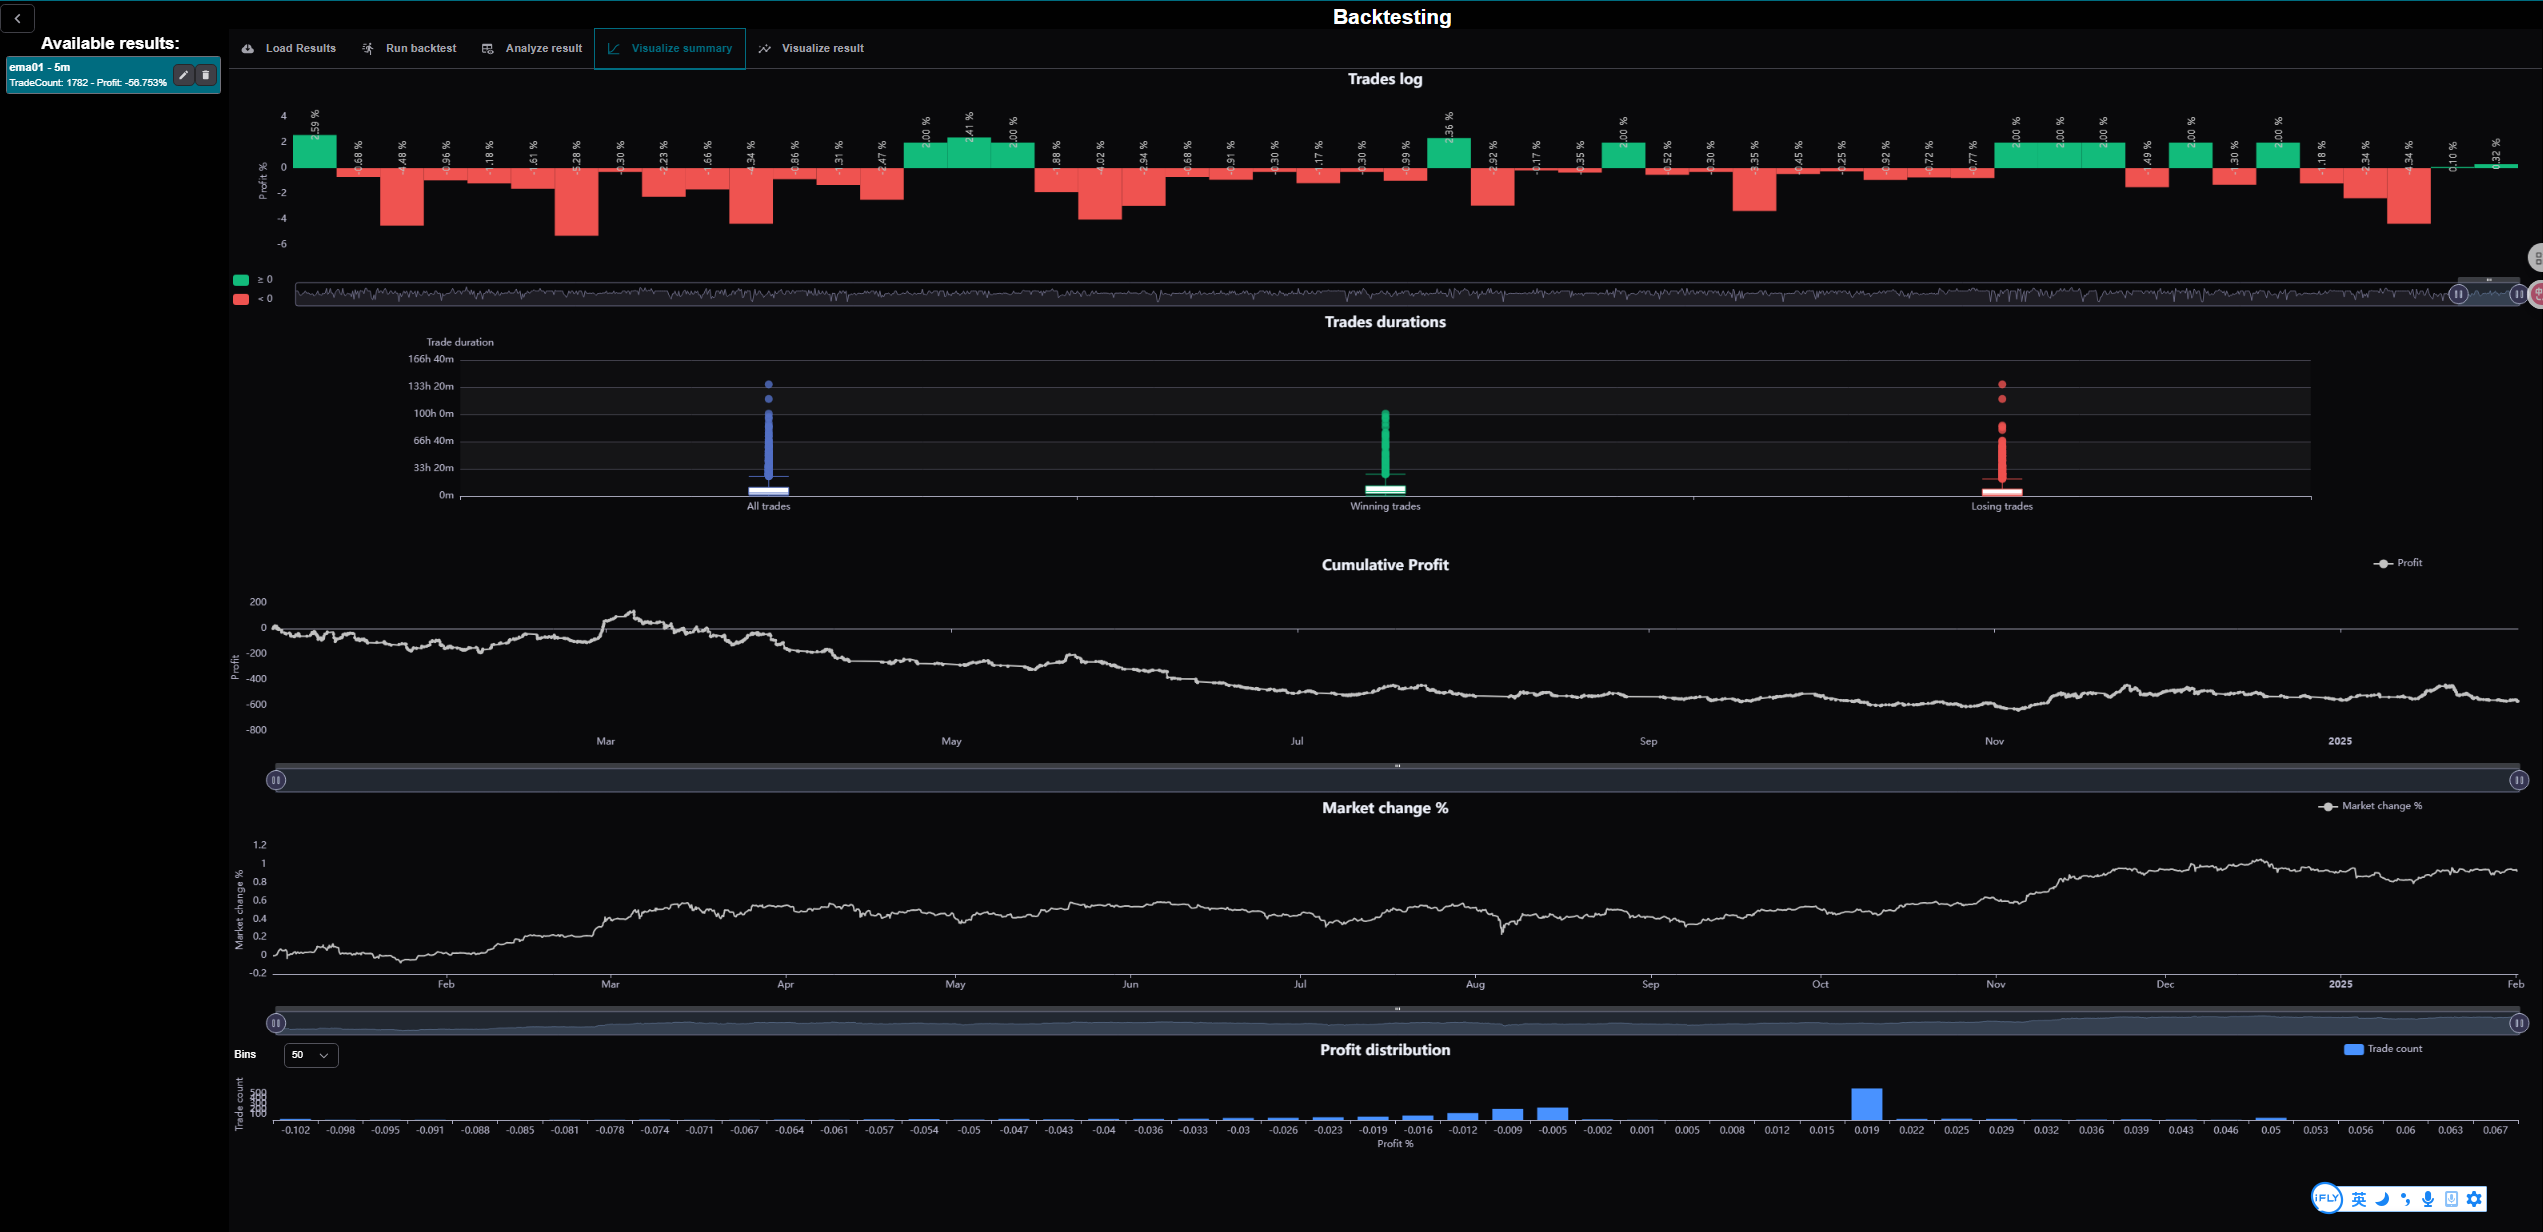 Backtesting
Available results:
ema01 - 5m
TradeCount: 1782 - Profit: -56.753%
Load Results
Run backtest
Analyze result
Visualize summary
Visualize result
Trades log
Profit %
4
2
0
-2
-4
-6
2.59 %
-0.68 %
-4.48 %
-0.96 %
-1.18 %
-1.61 %
-5.28 %
-0.30 %
-2.23 %
-1.66 %
-4.34 %
-0.86 %
-1.31 %
-2.47 %
2.00 %
2.41 %
2.00 %
-1.88 %
-4.02 %
-2.94 %
-0.68 %
-0.91 %
-0.30 %
-1.17 %
-0.30 %
-0.99 %
2.36 %
-2.92 %
-0.17 %
-0.35 %
2.00 %
-0.52 %
-0.30 %
-3.35 %
-0.45 %
-0.25 %
-0.92 %
-0.72 %
-0.77 %
2.00 %
2.00 %
2.00 %
-1.49 %
2.00 %
-1.30 %
2.00 %
-1.18 %
-2.34 %
-4.34 %
0.10 %
0.32 %
≥ 0
< 0
Trades durations
Trade duration
166h 40m
133h 20m
100h 0m
66h 40m
33h 20m
0m
All trades
Winning trades
Losing trades
Cumulative Profit
Profit
Profit
200
0
-200
-400
-600
-800
Mar
May
Jul
Sep
Nov
2025
Market change %
Market change %
Market change %
1.2
1
0.8
0.6
0.4
0.2
0
-0.2
Feb
Mar
Apr
May
Jun
Jul
Aug
Sep
Oct
Nov
Dec
2025
Feb
Bins
50
Profit distribution
Trade count
Trade count
500
400
300
200
100
-0.102
-0.098
-0.095
-0.091
-0.088
-0.085
-0.081
-0.078
-0.074
-0.071
-0.067
-0.064
-0.061
-0.057
-0.054
-0.05
-0.047
-0.043
-0.04
-0.036
-0.033
-0.03
-0.026
-0.023
-0.019
-0.016
-0.012
-0.009
-0.005
-0.002
0.001
0.005
0.008
0.012
0.015
0.019
0.022
0.025
0.029
0.032
0.036
0.039
0.043
0.046
0.05
0.053
0.056
0.06
0.063
0.067
Profit %
iFLY
英